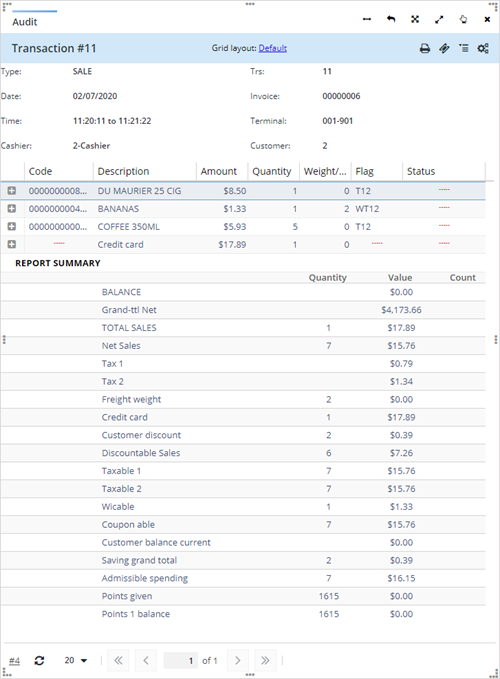 Audit
Transaction #11 Grid layout: Default
Type: SALE Trs: 11
Date: 02/07/2020 Invoice: 00000006
Time: 11:20:11 to 11:21:22 Terminal: 001-901
Cashier: 2-Cashier Customer: 2
Code Description Amount Quantity Weight/... Flag Status
0000000008... DU MAURIER 25 CIG $8.50 1 0 T12 -----
0000000004... BANANAS $1.33 1 2 WT12 -----
0000000000... COFFEE 350ML $5.93 5 0 T12 -----
----- Credit card $17.89 1 0 ----- -----
REPORT SUMMARY
Quantity Value Count
BALANCE $0.00
Grand-ttl Net $4,173.66
TOTAL SALES 1 $17.89
Net Sales 7 $15.76
Tax 1 $0.79
Tax 2 $1.34
Freight weight 2 $0.00
Credit card 1 $17.89
Customer discount 2 $0.39
Discountable Sales 6 $7.26
Taxable 1 7 $15.76
Taxable 2 7 $15.76
Wicable 1 $1.33
Coupon able 7 $15.76
Customer balance current $0.00
Saving grand total 2 $0.39
Admissible spending 7 $16.15
Points given 1615 $0.00
Points 1 balance 1615 $0.00
#4 20 1 of 1